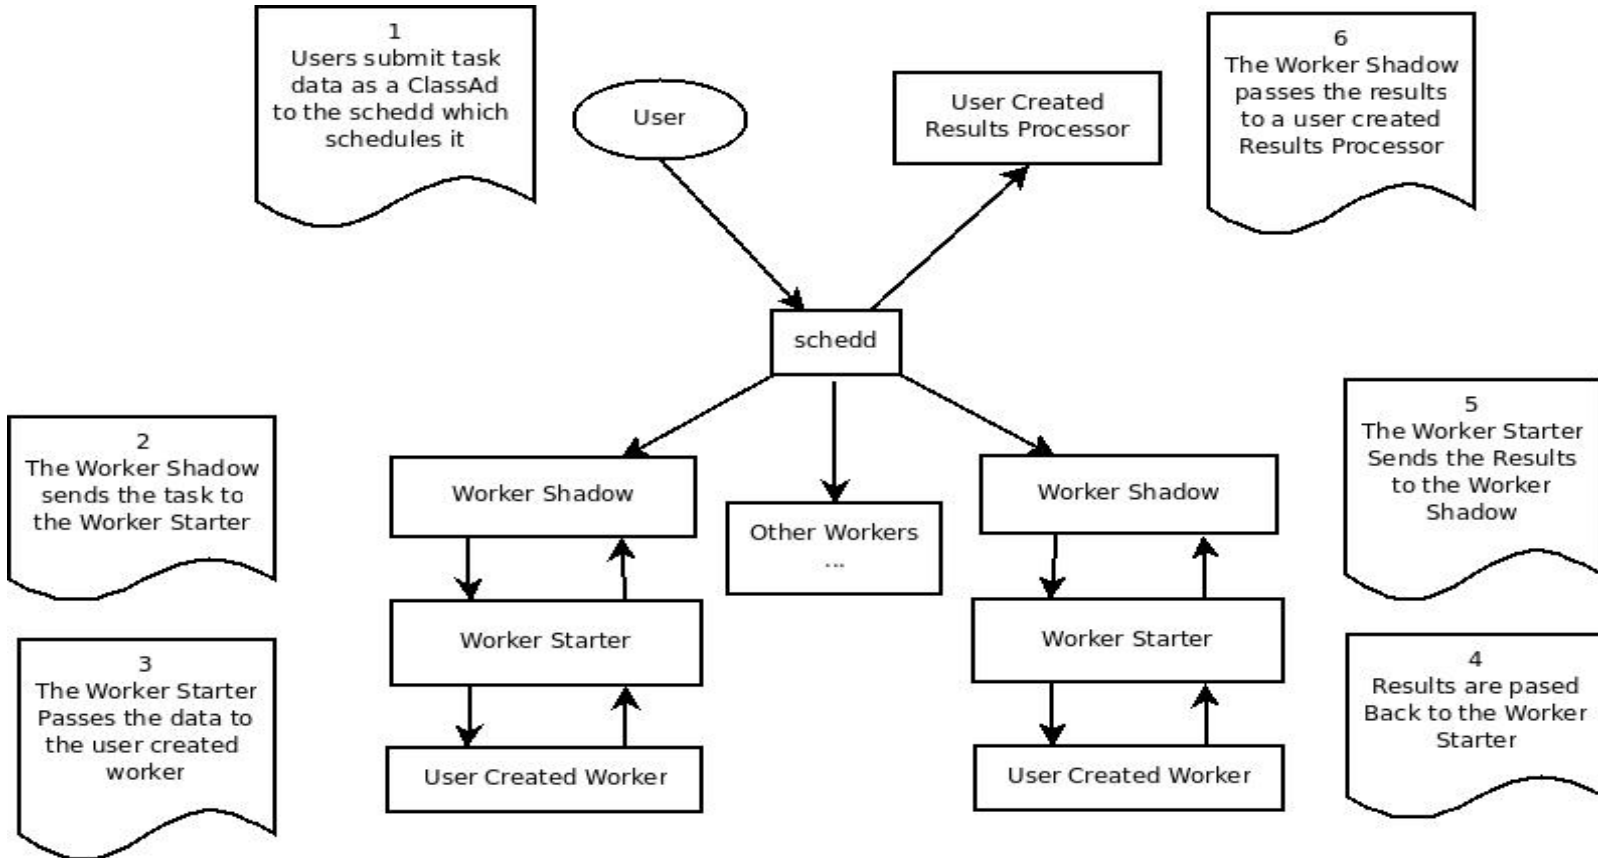 1
Users submit task
data as a ClassAd
to the schedd which
schedules it
User
User Created
Results Processor
6
The Worker Shadow
passes the results
to a user created
Results Processor
schedd
2
The Worker Shadow
sends the task to
the Worker Starter
Worker Shadow
Other Workers
...
Worker Shadow
5
The Worker Starter
Sends the Results
to the Worker
Shadow
3
The Worker Starter
Passes the data to
the user created
worker
Worker Starter
Worker Starter
4
Results are pased
Back to the Worker
Starter
User Created Worker
User Created Worker